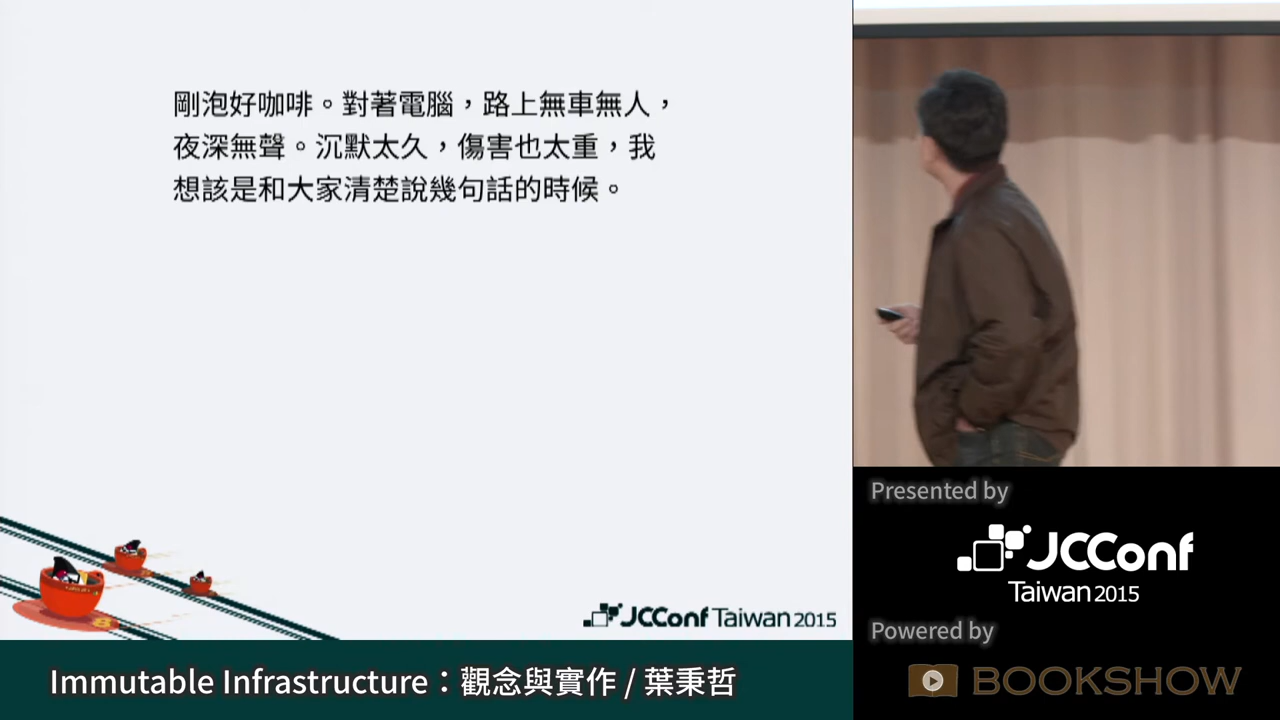 剛泡好咖啡。對著電腦，路上無車無人，
夜深無聲。沉默太久，傷害也太重，我
想該是和大家清楚說幾句話的時候。
JCConf Taiwan 2015
Immutable Infrastructure：觀念與實作 / 葉秉哲
Presented by
JCConf
Taiwan 2015
Powered by
BOOKSHOW